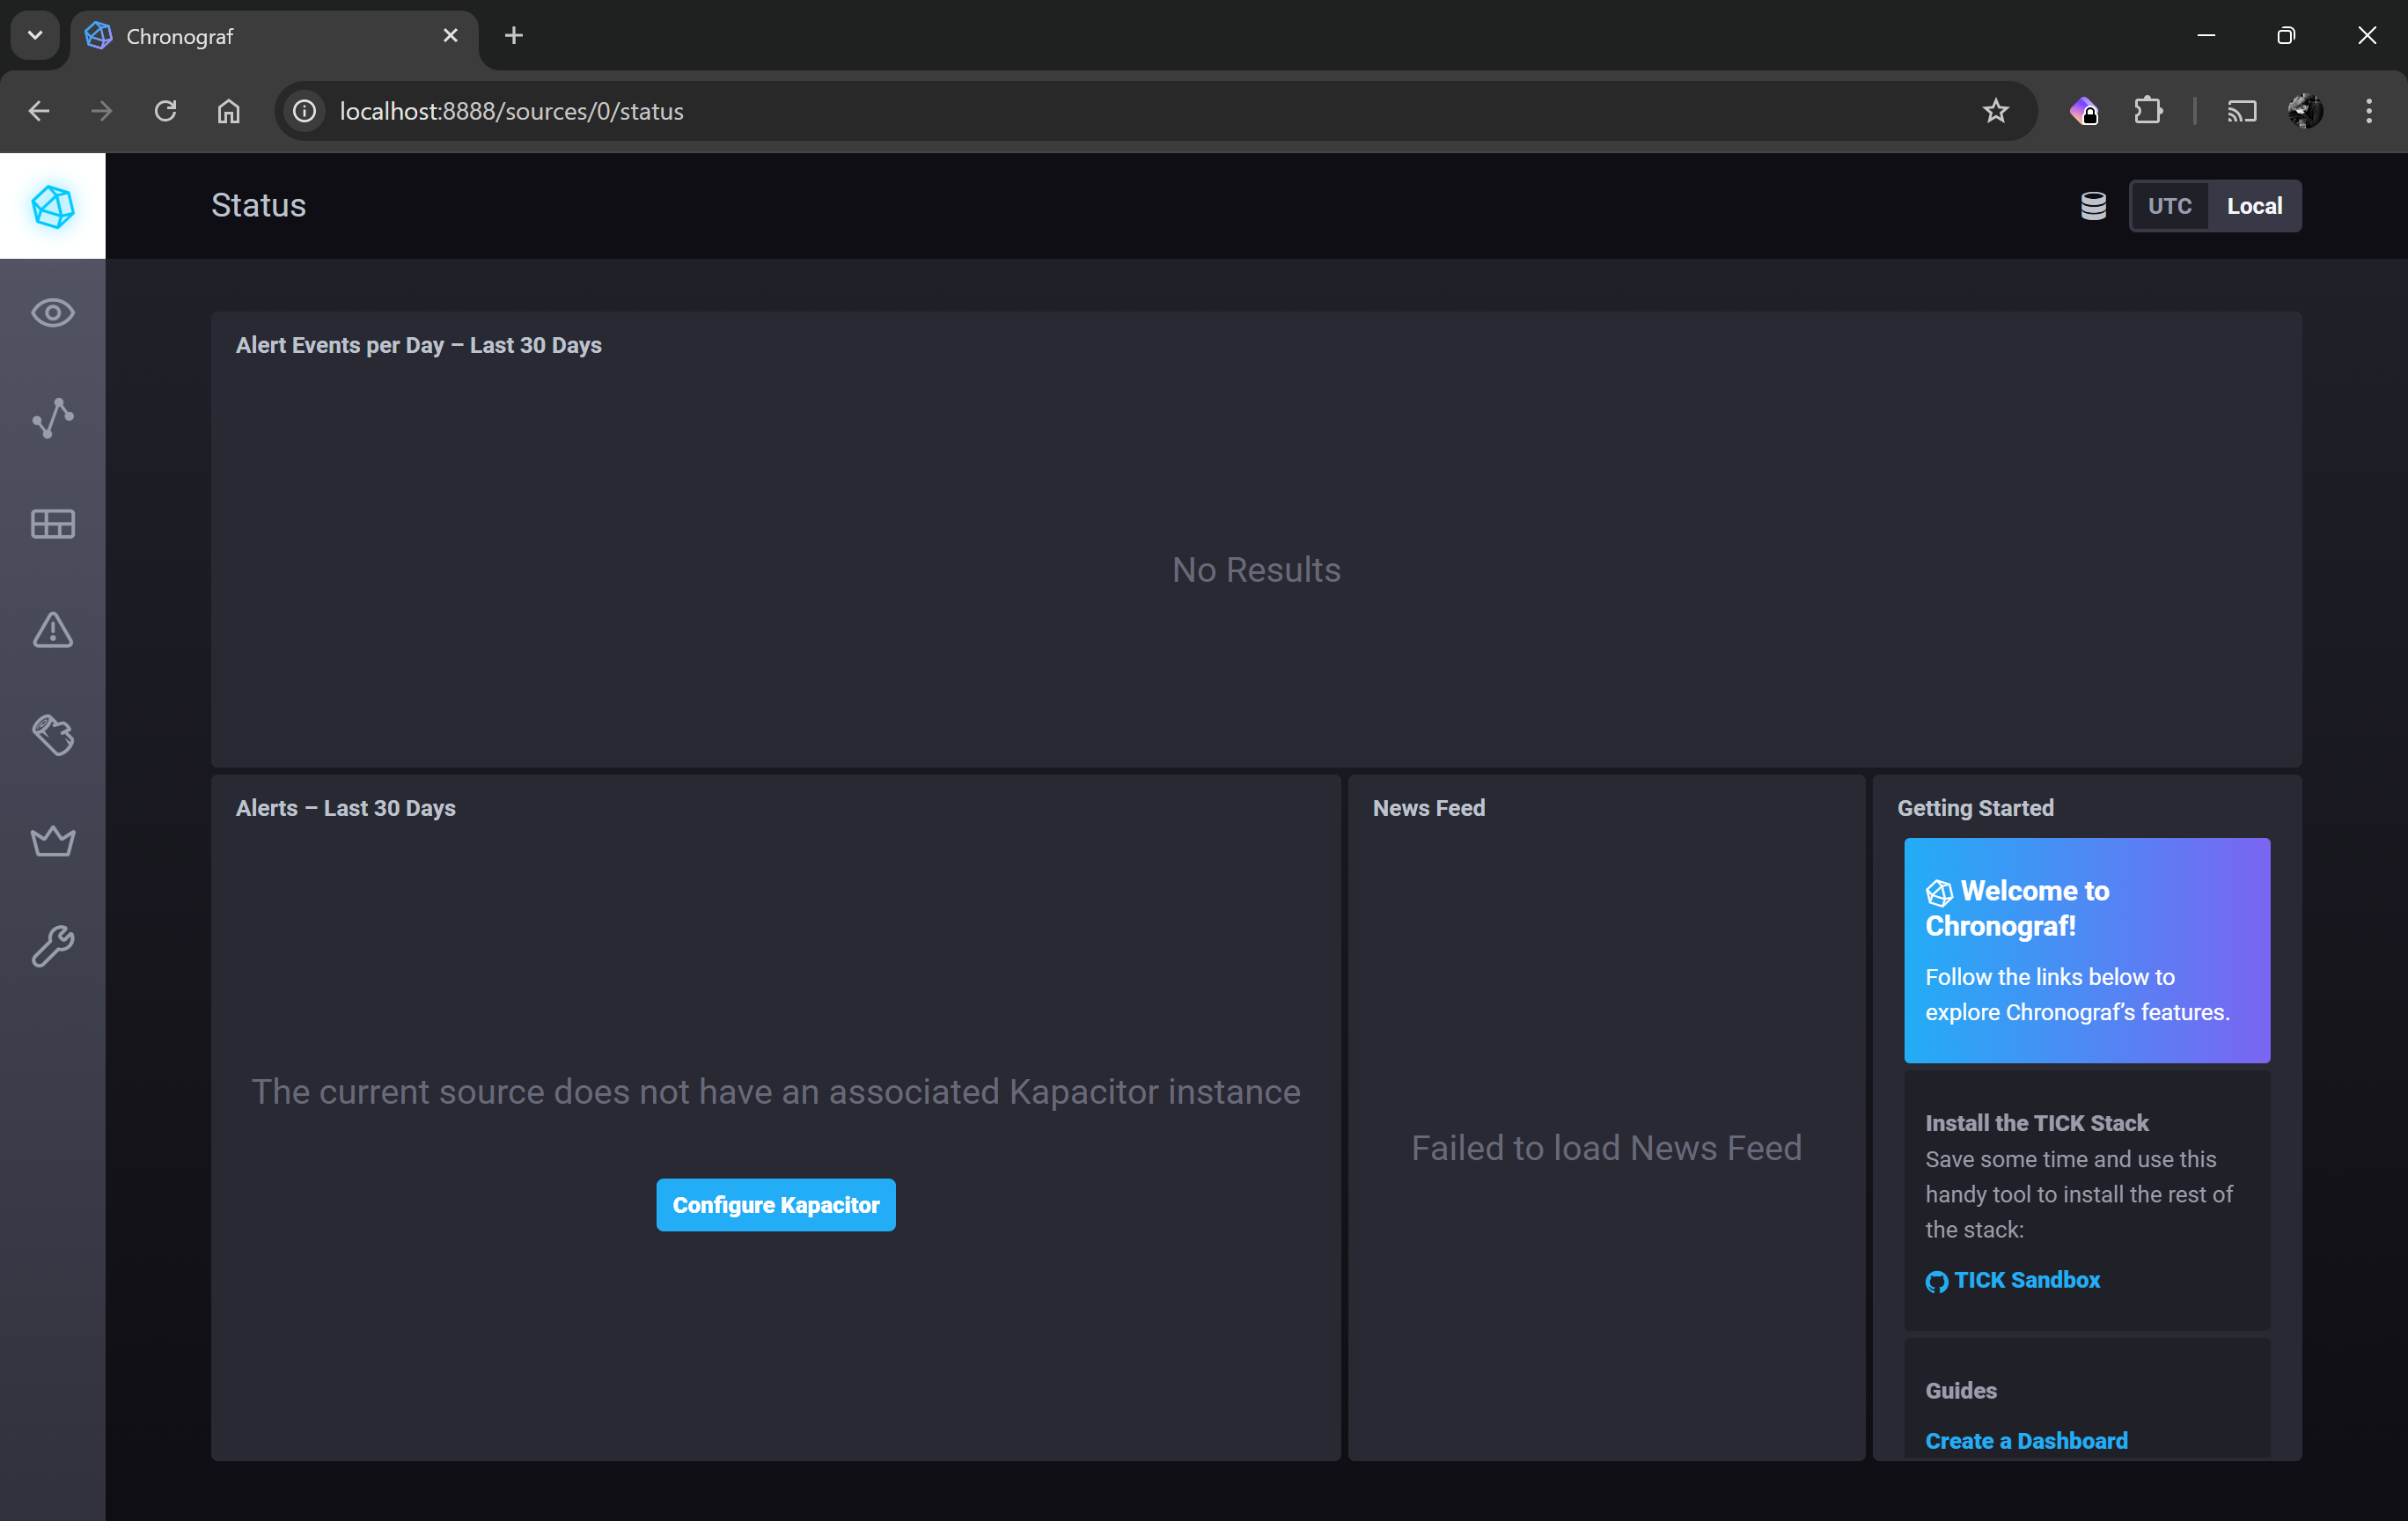 Chronograf
localhost:8888/sources/0/status
Status
UTC Local
Alert Events per Day – Last 30 Days
No Results
Alerts – Last 30 Days
The current source does not have an associated Kapacitor instance
Configure Kapacitor
News Feed
Failed to load News Feed
Getting Started
Welcome to
Chronograf!
Follow the links below to
explore Chronograf’s features.
Install the TICK Stack
Save some time and use this
handy tool to install the rest of
the stack:
TICK Sandbox
Guides
Create a Dashboard